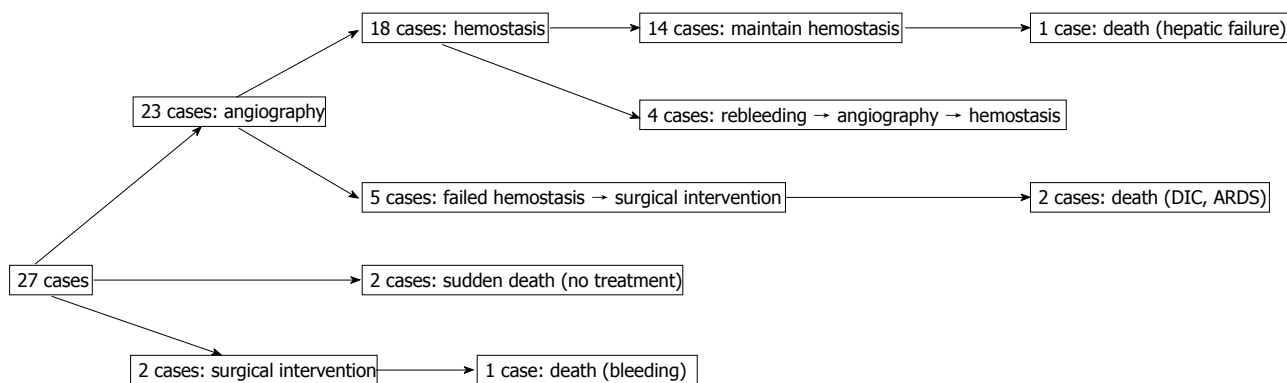 18 cases: hemostasis
14 cases: maintain hemostasis
1 case: death (hepatic failure)
23 cases: angiography
4 cases: rebleeding → angiography → hemostasis
5 cases: failed hemostasis → surgical intervention
2 cases: death (DIC, ARDS)
27 cases
2 cases: sudden death (no treatment)
2 cases: surgical intervention
1 case: death (bleeding)